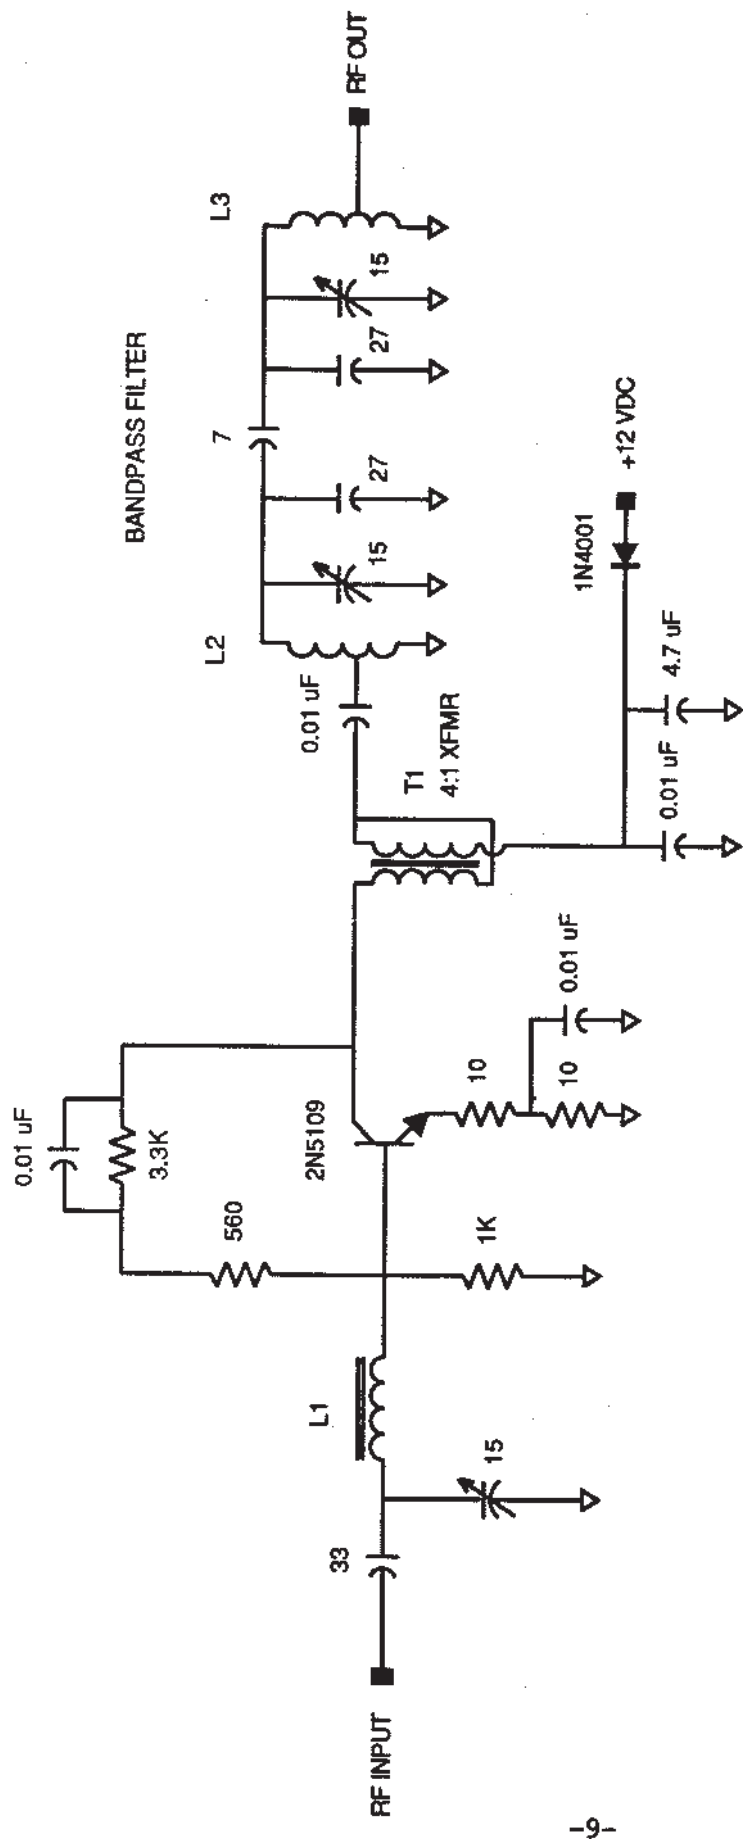 RF INPUT
33
15
L1
0.01 uF
3.3K
560
1K
2N5109
10
10
0.01 uF
T1
4:1 XFMR
0.01 uF
L2
15
27
7
27
15
L3
BANDPASS FILTER
RF OUT
0.01 uF
4.7 uF
1N4001
+12 VDC
-9-